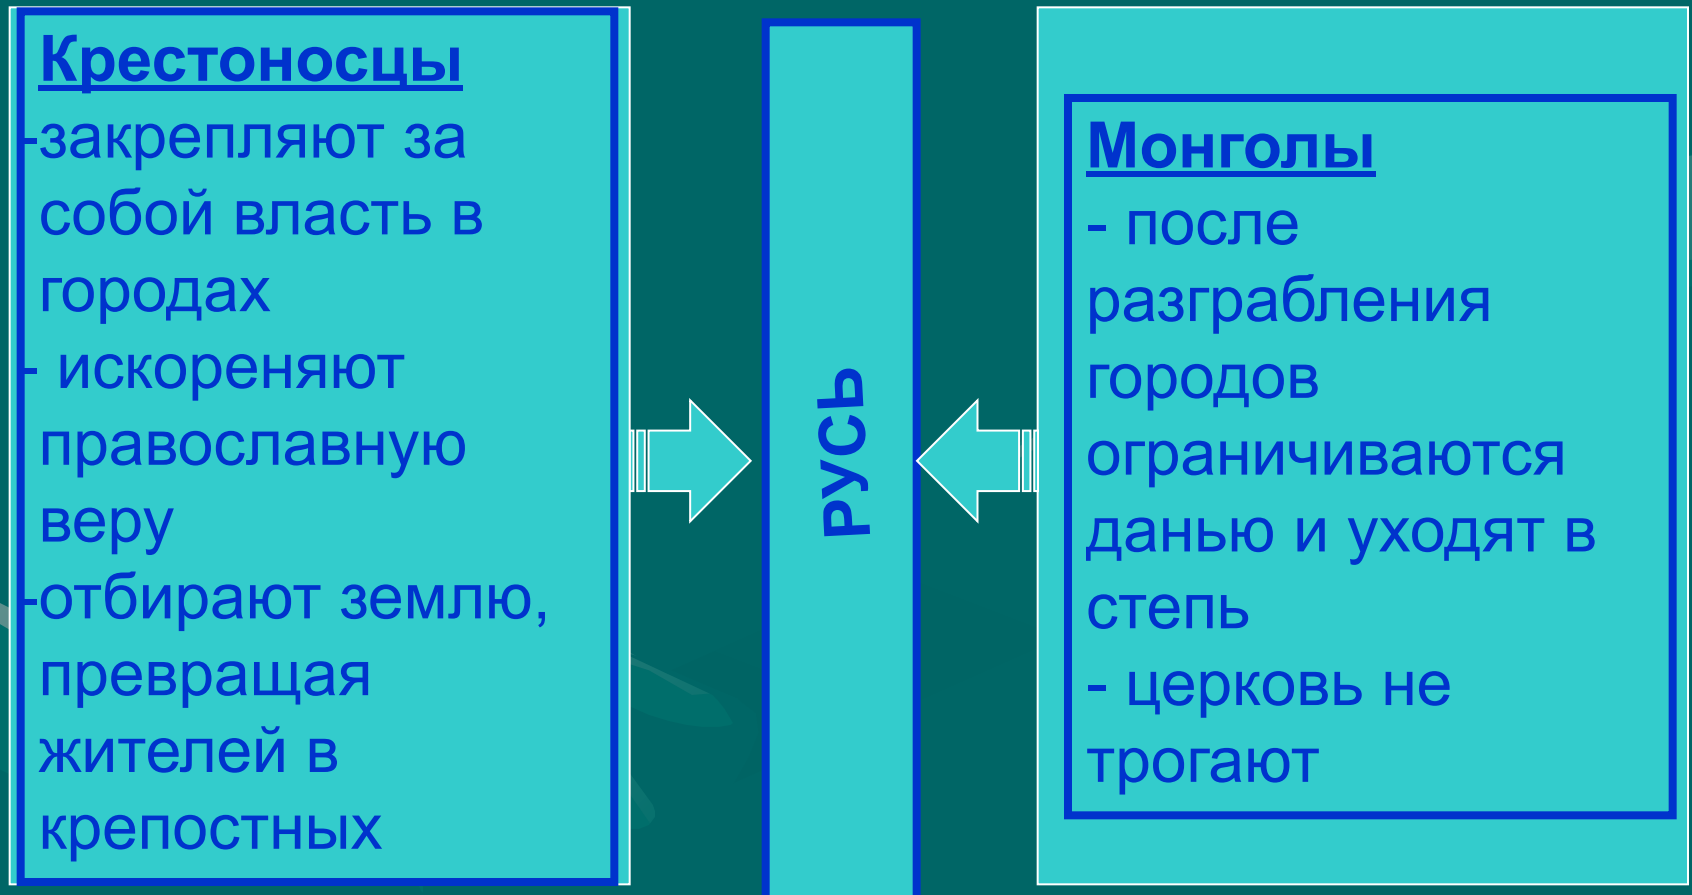 Крестоносцы
-закрепляют за
собой власть в
городах
- искореняют
православную
веру
-отбирают землю,
превращая
жителей в
крепостных
РУСЬ
Монголы
- после
разграбления
городов
ограничиваются
данью и уходят в
степь
- церковь не
трогают